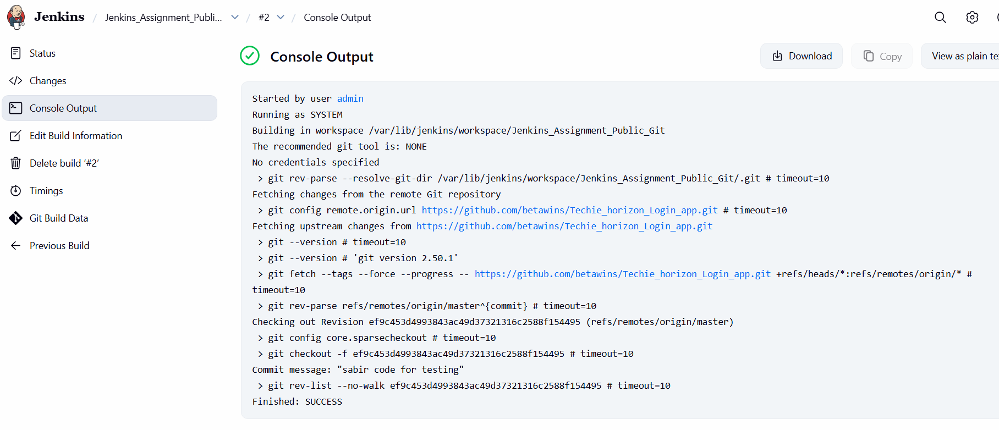 Jenkins / Jenkins_Assignment_Publi... / #2 / Console Output
Status
Changes
Console Output
Edit Build Information
Delete build ‘#2’
Timings
Git Build Data
Previous Build
Console Output
Download
Copy
View as plain te
Started by user admin
Running as SYSTEM
Building in workspace /var/lib/jenkins/workspace/Jenkins_Assignment_Public_Git
The recommended git tool is: NONE
No credentials specified
> git rev-parse --resolve-git-dir /var/lib/jenkins/workspace/Jenkins_Assignment_Public_Git/.git # timeout=10
Fetching changes from the remote Git repository
> git config remote.origin.url https://github.com/betawins/Techie_horizon_Login_app.git # timeout=10
Fetching upstream changes from https://github.com/betawins/Techie_horizon_Login_app.git
> git --version # timeout=10
> git --version # 'git version 2.50.1'
> git fetch --tags --force --progress -- https://github.com/betawins/Techie_horizon_Login_app.git +refs/heads/*:refs/remotes/origin/* #
timeout=10
> git rev-parse refs/remotes/origin/master^{commit} # timeout=10
Checking out Revision ef9c453d4993843ac49d37321316c2588f154495 (refs/remotes/origin/master)
> git config core.sparsecheckout # timeout=10
> git checkout -f ef9c453d4993843ac49d37321316c2588f154495 # timeout=10
Commit message: "sabir code for testing"
> git rev-list --no-walk ef9c453d4993843ac49d37321316c2588f154495 # timeout=10
Finished: SUCCESS